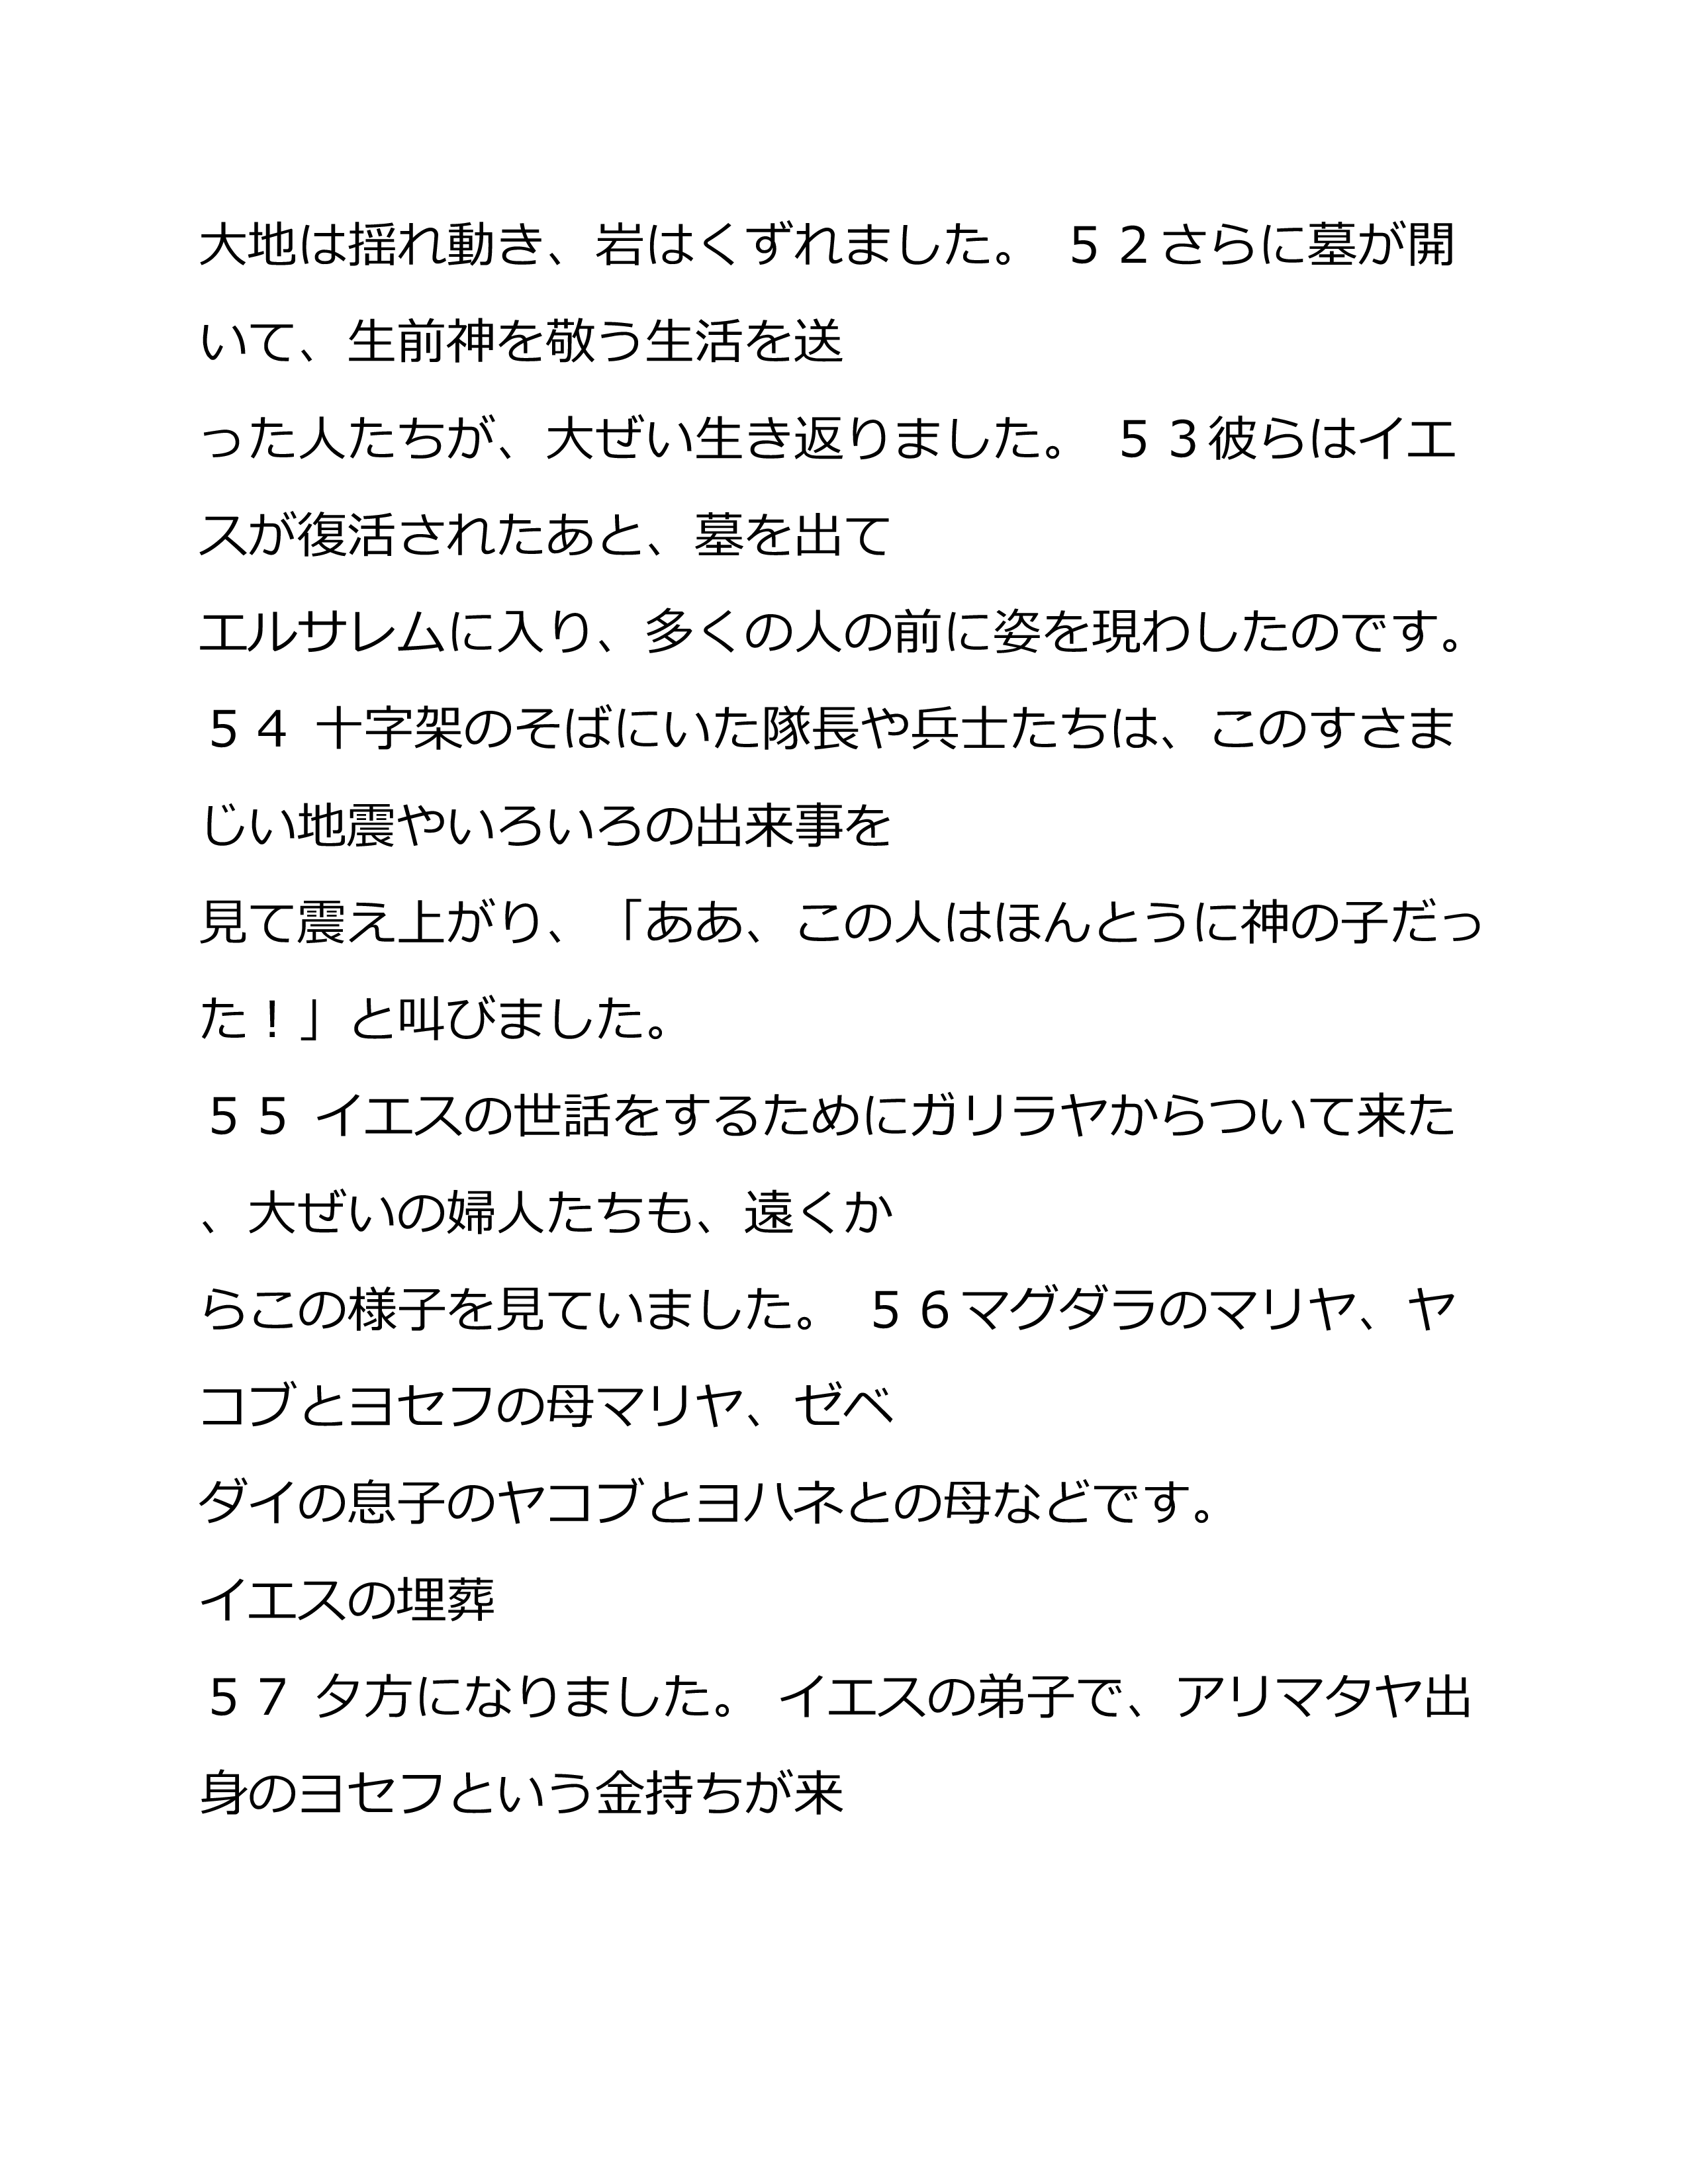 大地は揺れ動き、岩はくずれました。 ５２さらに墓が開
いて、生前神を敬う生活を送
った人たちが、大ぜい生き返りました。 ５３彼らはイエ
スが復活されたあと、墓を出て
エルサレムに入り、多くの人の前に姿を現わしたのです。
５４ 十字架のそばにいた隊長や兵士たちは、このすさま
じい地震やいろいろの出来事を
見て震え上がり、「ああ、この人はほんとうに神の子だっ
た！」と叫びました。
５５ イエスの世話をするためにガリラヤからついて来た
、大ぜいの婦人たちも、遠くか
らこの様子を見ていました。 ５６マグダラのマリヤ、ヤ
コブとヨセフの母マリヤ、ゼベ
ダイの息子のヤコブとヨハネとの母などです。
イエスの埋葬
５７ 夕方になりました。 イエスの弟子で、アリマタヤ出
身のヨセフという金持ちが来